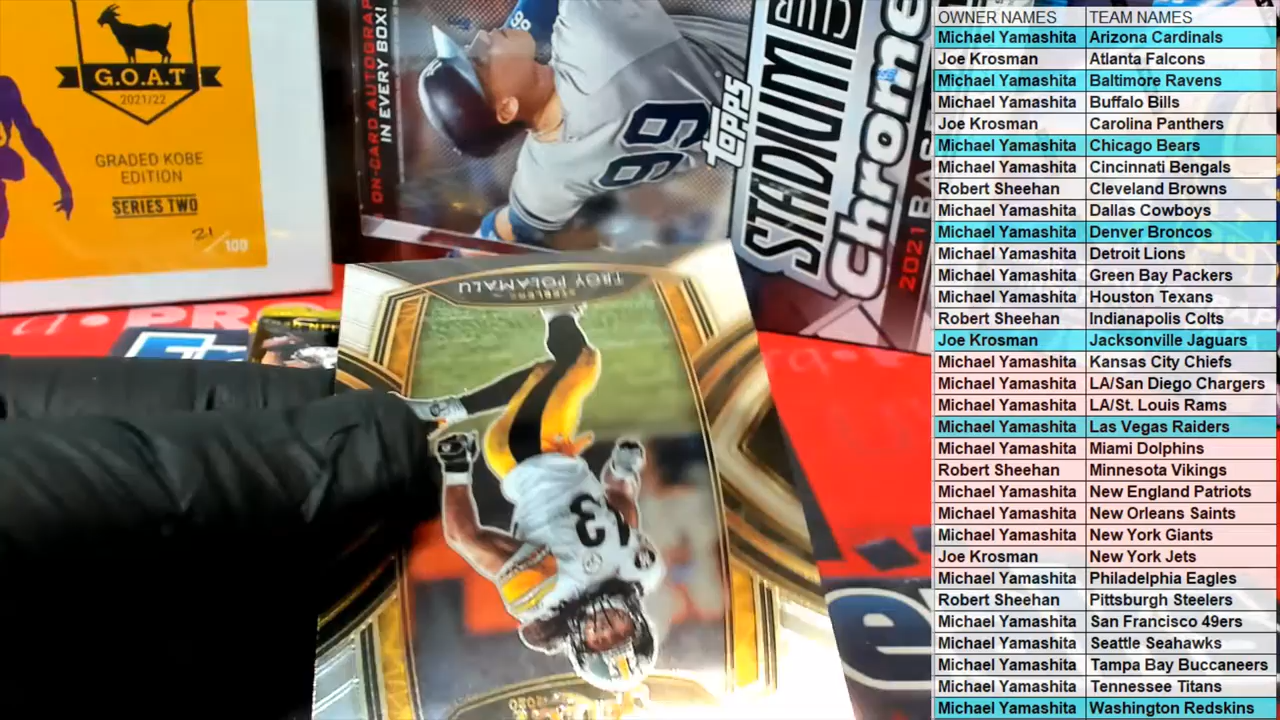 G.O.A.T
2021/22
GRADED KOBE
EDITION
SERIES TWO
21/100
ON-CARD AUTOGRAPH
IN EVERY BOX!
99
TOPPS
STADIUM
Chrome
2021
TROY POLAMALU
STEELERS
43
2020
OWNER NAMES TEAM NAMES
Michael Yamashita Arizona Cardinals
Joe Krosman Atlanta Falcons
Michael Yamashita Baltimore Ravens
Michael Yamashita Buffalo Bills
Joe Krosman Carolina Panthers
Michael Yamashita Chicago Bears
Michael Yamashita Cincinnati Bengals
Robert Sheehan Cleveland Browns
Michael Yamashita Dallas Cowboys
Michael Yamashita Denver Broncos
Michael Yamashita Detroit Lions
Michael Yamashita Green Bay Packers
Michael Yamashita Houston Texans
Robert Sheehan Indianapolis Colts
Joe Krosman Jacksonville Jaguars
Michael Yamashita Kansas City Chiefs
Michael Yamashita LA/San Diego Chargers
Michael Yamashita LA/St. Louis Rams
Michael Yamashita Las Vegas Raiders
Michael Yamashita Miami Dolphins
Robert Sheehan Minnesota Vikings
Michael Yamashita New England Patriots
Michael Yamashita New Orleans Saints
Michael Yamashita New York Giants
Joe Krosman New York Jets
Michael Yamashita Philadelphia Eagles
Robert Sheehan Pittsburgh Steelers
Michael Yamashita San Francisco 49ers
Michael Yamashita Seattle Seahawks
Michael Yamashita Tampa Bay Buccaneers
Michael Yamashita Tennessee Titans
Michael Yamashita Washington Redskins